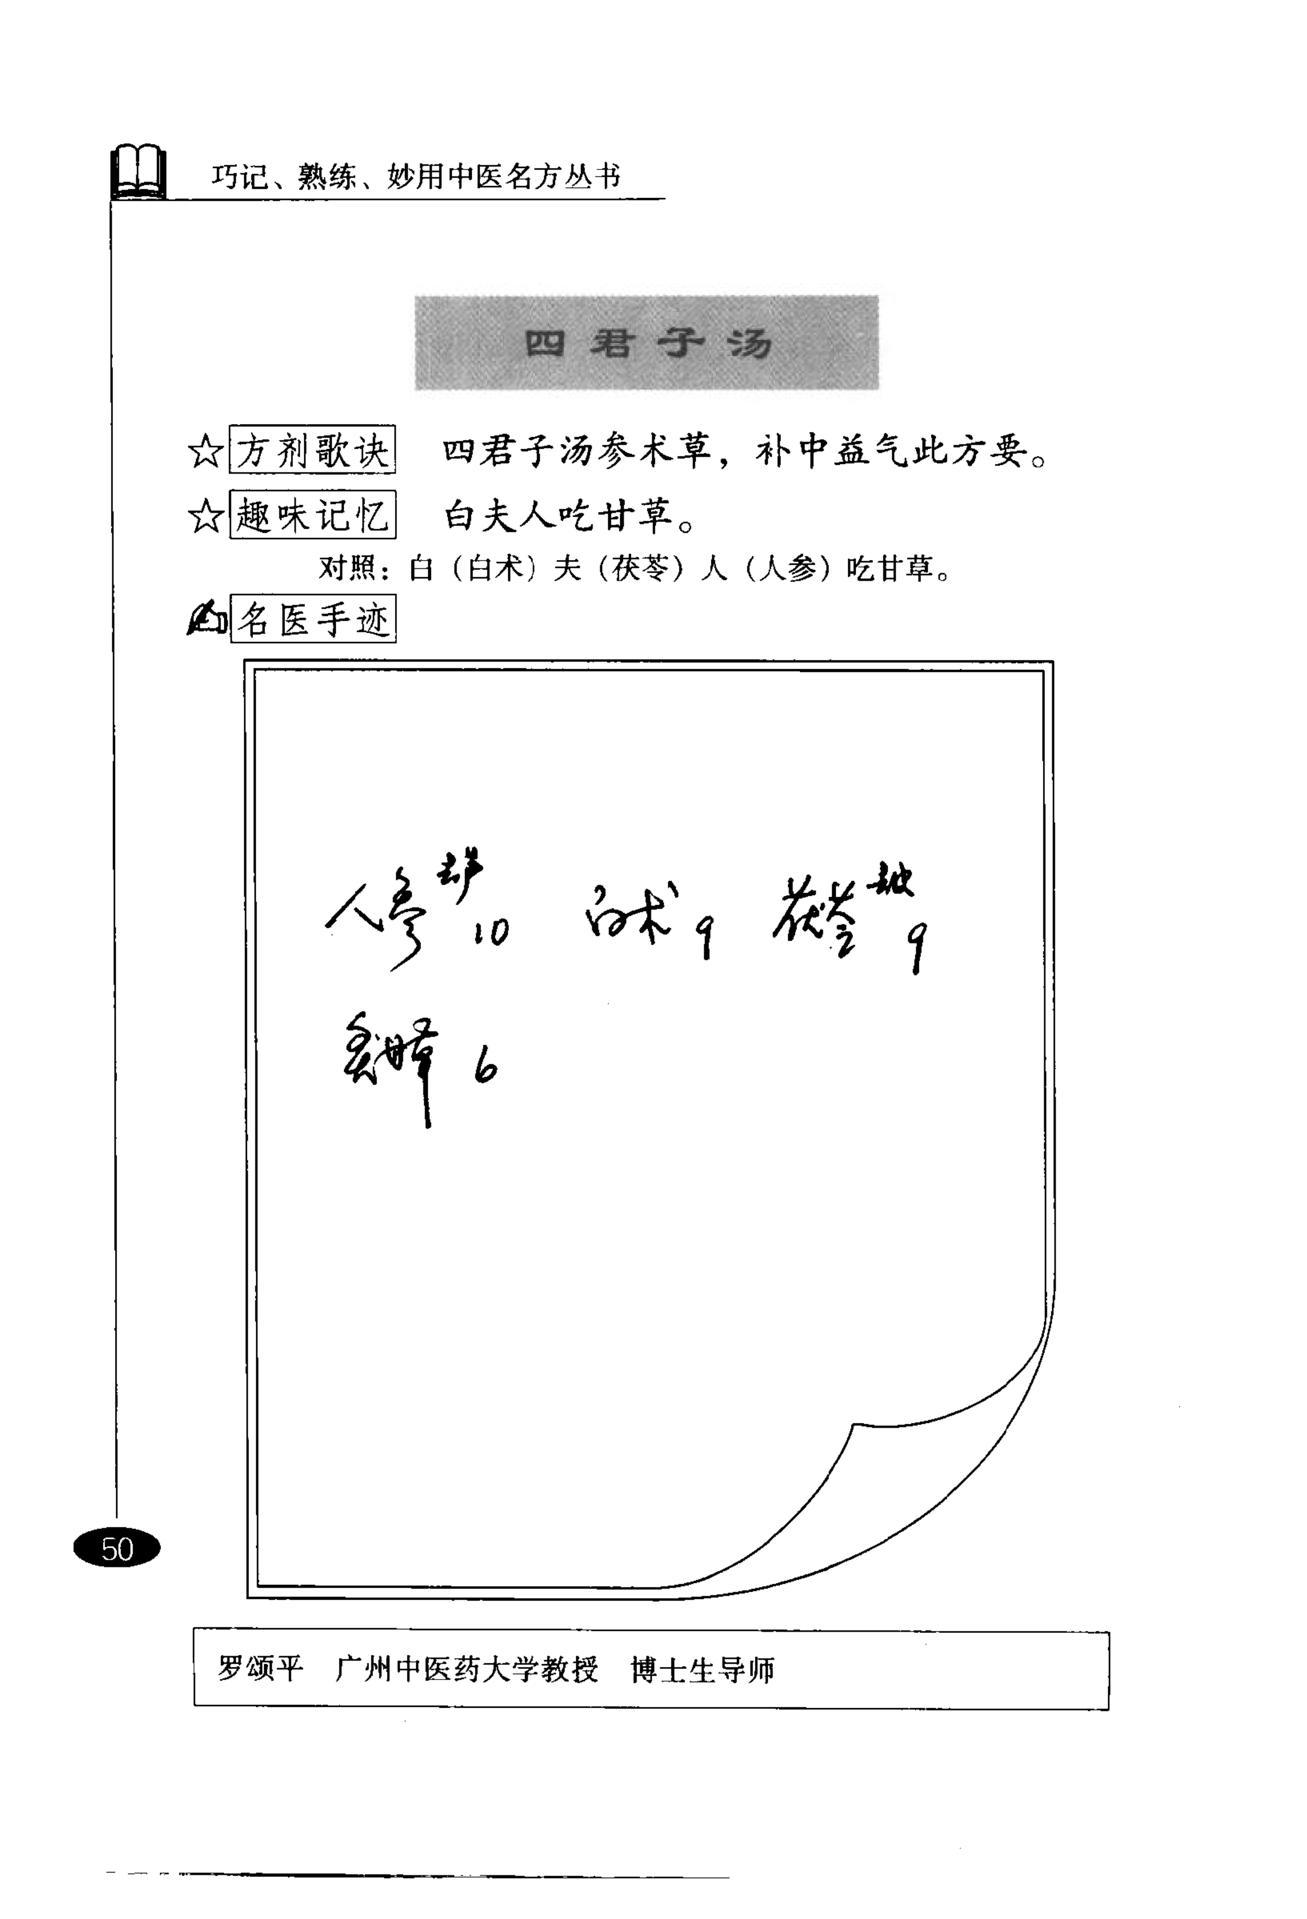 巧记、熟练、妙用中医名方丛书
四君子汤
☆方剂歌诀 四君子汤参术草，补中益气此方要。
☆趣味记忆 白夫人吃甘草。
对照：白（白术）夫（茯苓）人（人参）吃甘草。
名医手迹
人参 去芦 10 白术 9 茯苓 去皮 9
炙甘草 6
50
罗颂平 广州中医药大学教授 博士生导师